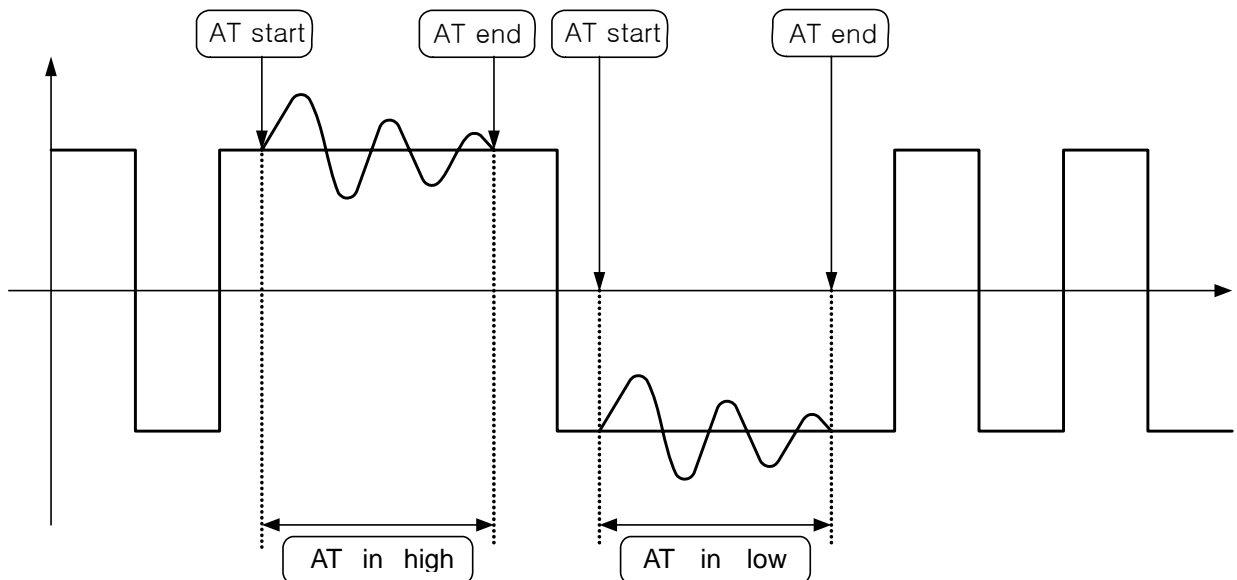 AT start
AT end
AT start
AT end
AT in high
AT in low